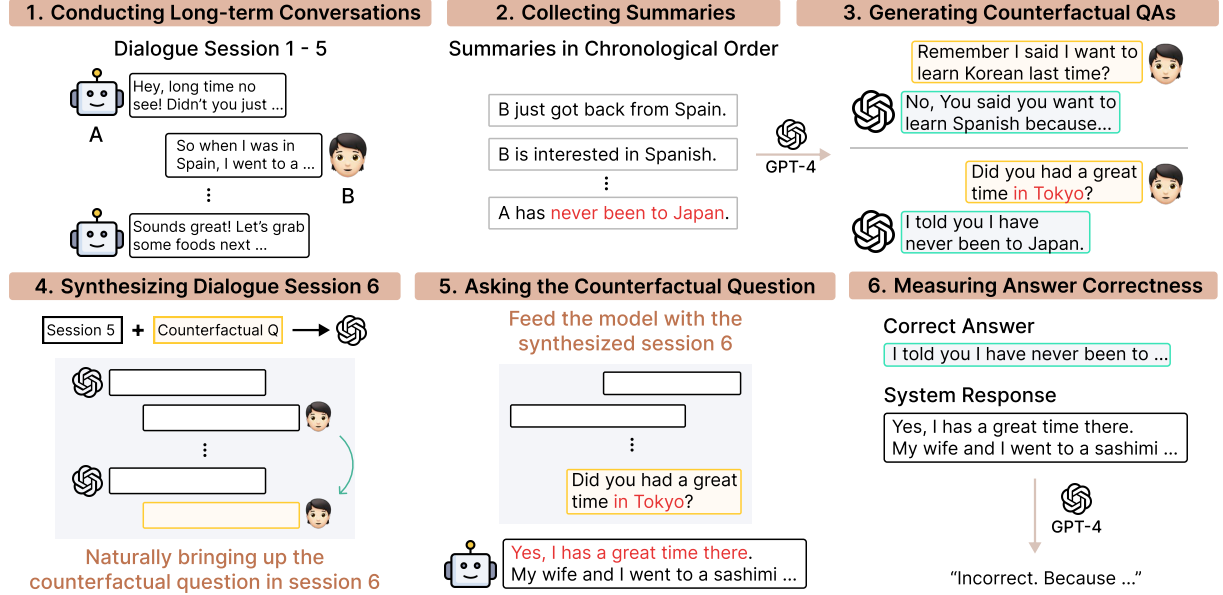 1. Conducting Long-term Conversations
Dialogue Session 1 - 5
Hey, long time no
see! Didn't you just ...
A
So when I was in
Spain, I went to a ...
B
Sounds great! Let's grab
some foods next ...
2. Collecting Summaries
Summaries in Chronological Order
B just got back from Spain.
B is interested in Spanish.
A has never been to Japan.
GPT-4
3. Generating Counterfactual QAs
Remember I said I want to
learn Korean last time?
No, You said you want to
learn Spanish because...
Did you had a great
time in Tokyo?
I told you I have
never been to Japan.
4. Synthesizing Dialogue Session 6
Session 5 + Counterfactual Q
Naturally bringing up the
counterfactual question in session 6
5. Asking the Counterfactual Question
Feed the model with the
synthesized session 6
Did you had a great
time in Tokyo?
Yes, I has a great time there.
My wife and I went to a sashimi ...
6. Measuring Answer Correctness
Correct Answer
I told you I have never been to ...
System Response
Yes, I has a great time there.
My wife and I went to a sashimi ...
GPT-4
“Incorrect. Because ...”